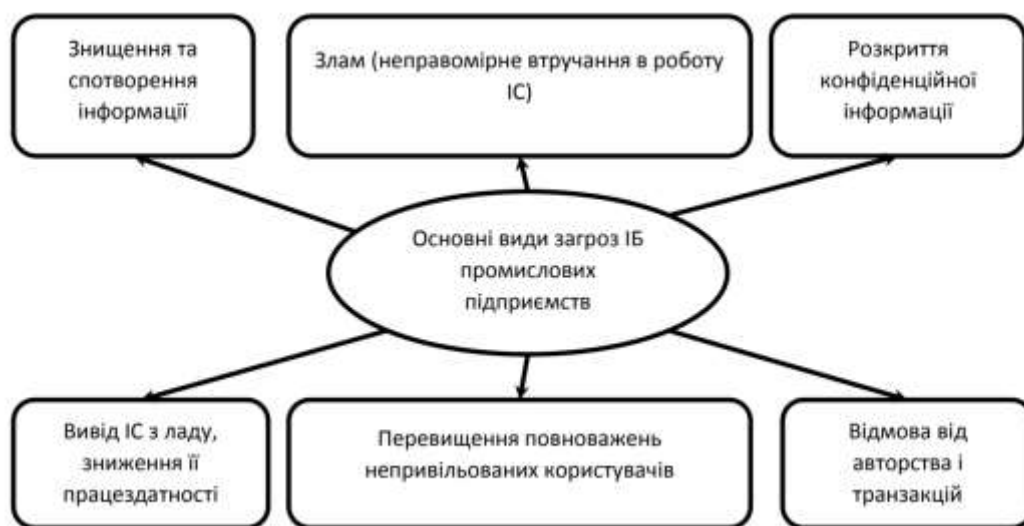 Знищення та
спотворення
інформації
Злам (неправомірне втручання в роботу
ІС)
Розкриття
конфіденційної
інформації
Основні види загроз ІБ
промислових
підприємств
Вивід ІС з ладу,
зниження її
працездатності
Перевищення повноважень
непривільованих користувачів
Відмова від
авторства і
транзакцій